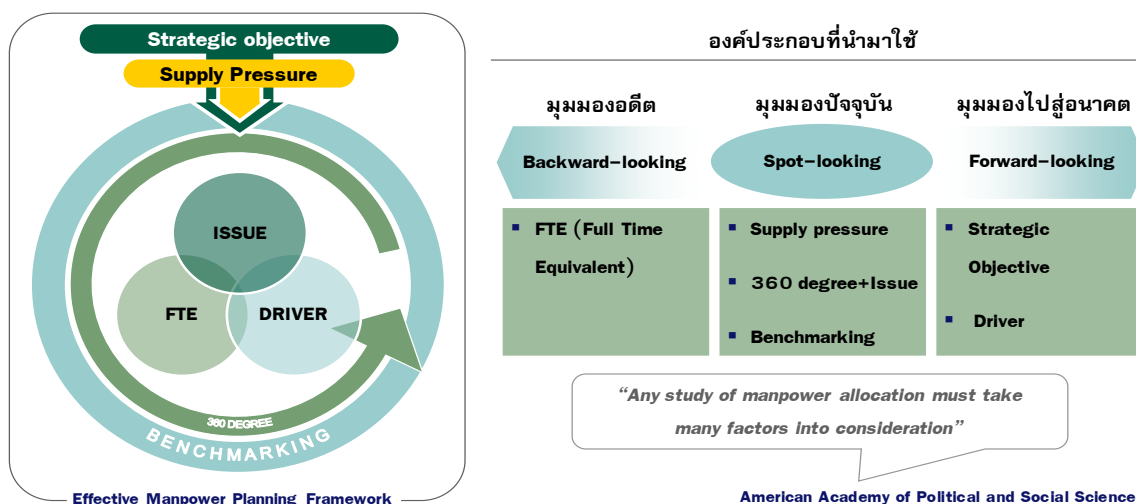 Strategic objective
Supply Pressure
ISSUE
FTE
DRIVER
360 DEGREE
BENCHMARKING
Effective Manpower Planning Framework
องค์ประกอบที่นำมาใช้
มุมมองอดีต
มุมมองปัจจุบัน
มุมมองไปสู่อนาคต
Backward-looking
Spot-looking
Forward-looking
▪ FTE (Full Time
Equivalent)
▪ Supply pressure
▪ 360 degree+Issue
▪ Benchmarking
▪ Strategic
Objective
▪ Driver
“Any study of manpower allocation must take
many factors into consideration”
American Academy of Political and Social Science